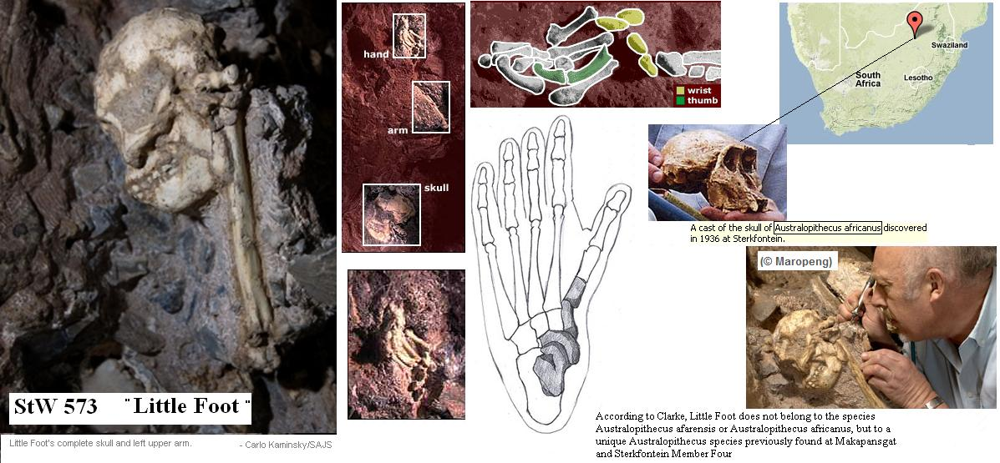 StW 573 "Little Foot"
Little Foot's complete skull and left upper arm.
- Carlo Kaminsky/SAJS
hand
arm
skull
wrist
thumb
South
Africa
Swaziland
Lesotho
A cast of the skull of Australopithecus africanus discovered
in 1936 at Sterkfontein.
(© Maropeng)
According to Clarke, Little Foot does not belong to the species
Australopithecus afarensis or Australopithecus africanus, but to a
unique Australopithecus species previously found at Makapansgat
and Sterkfontein Member Four